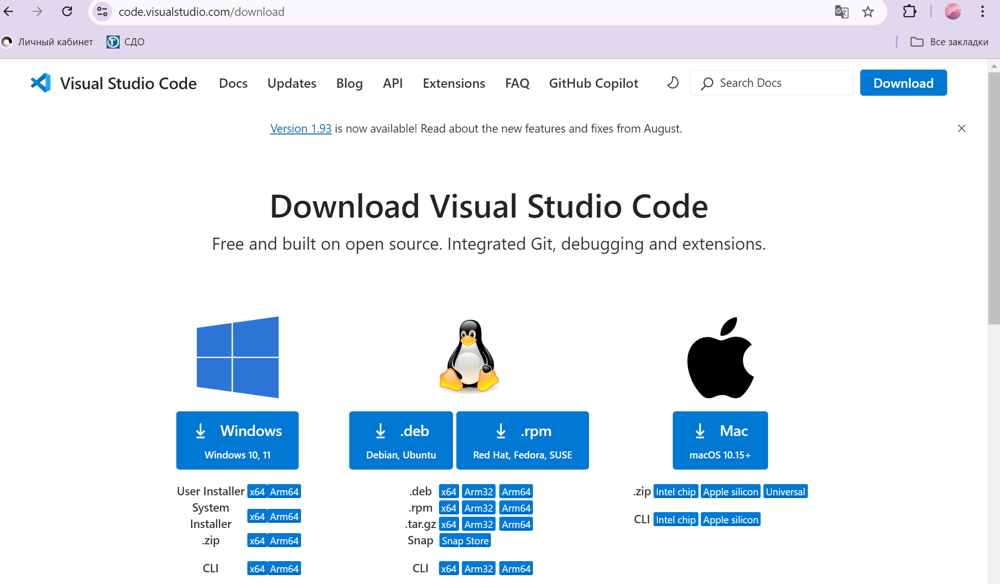 code.visualstudio.com/download
Личный кабинет СДО Все закладки
Visual Studio Code Docs Updates Blog API Extensions FAQ GitHub Copilot Search Docs Download
Version 1.93 is now available! Read about the new features and fixes from August.
Download Visual Studio Code
Free and built on open source. Integrated Git, debugging and extensions.
Windows
Windows 10, 11
User Installer x64 Arm64
System
Installer x64 Arm64
.zip x64 Arm64
CLI x64 Arm64
.deb
Debian, Ubuntu
.rpm
Red Hat, Fedora, SUSE
.deb x64 Arm32 Arm64
.rpm x64 Arm32 Arm64
.tar.gz x64 Arm32 Arm64
Snap Snap Store
CLI x64 Arm32 Arm64
Mac
macOS 10.15+
.zip Intel chip Apple silicon Universal
CLI Intel chip Apple silicon